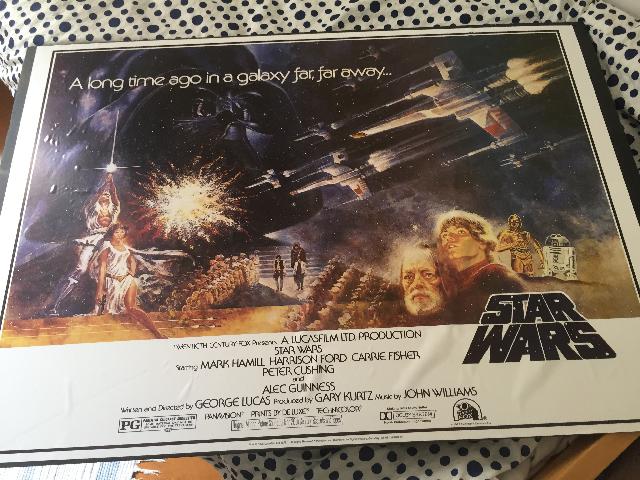 A long time ago in a galaxy far, far away...
STAR
WARS
TWENTIETH CENTURY-FOX Presents A LUCASFILM LTD. PRODUCTION
STAR WARS
Starring MARK HAMILL HARRISON FORD CARRIE FISHER
PETER CUSHING
and
ALEC GUINNESS
Written and Directed by GEORGE LUCAS Produced by GARY KURTZ Music by JOHN WILLIAMS
PANAVISION PRINTS BY DE LUXE TECHNICOLOR
PG